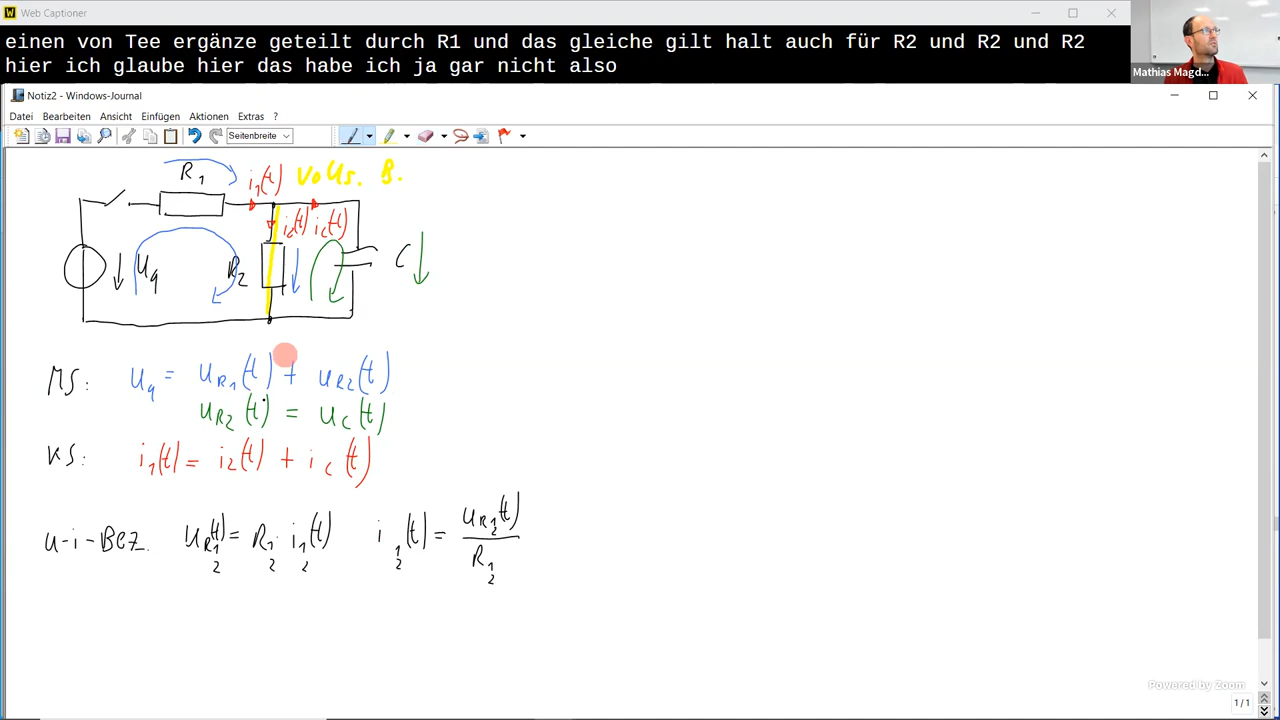 Web Captioner
einen von Tee ergänze geteilt durch R1 und das gleiche gilt halt auch für R2 und R2 und R2
hier ich glaube hier das habe ich ja gar nicht also
Mathias Magd...
Notiz2 - Windows-Journal
Datei Bearbeiten Ansicht Einfügen Aktionen Extras ?
Seitenbreite
R1 i1(t) Volls. B.
ic(t) ic(t)
Uq R2 C
MS: Uq = uR1(t) + uR2(t)
uR2(t) = uC(t)
KS: i1(t) = i2(t) + ic(t)
u-i-Bez. uR1(t) = R1 · i1(t) i1(t) = uR1(t) / R1
2 2 2 2 2 2
Powered by Zoom
1 / 1